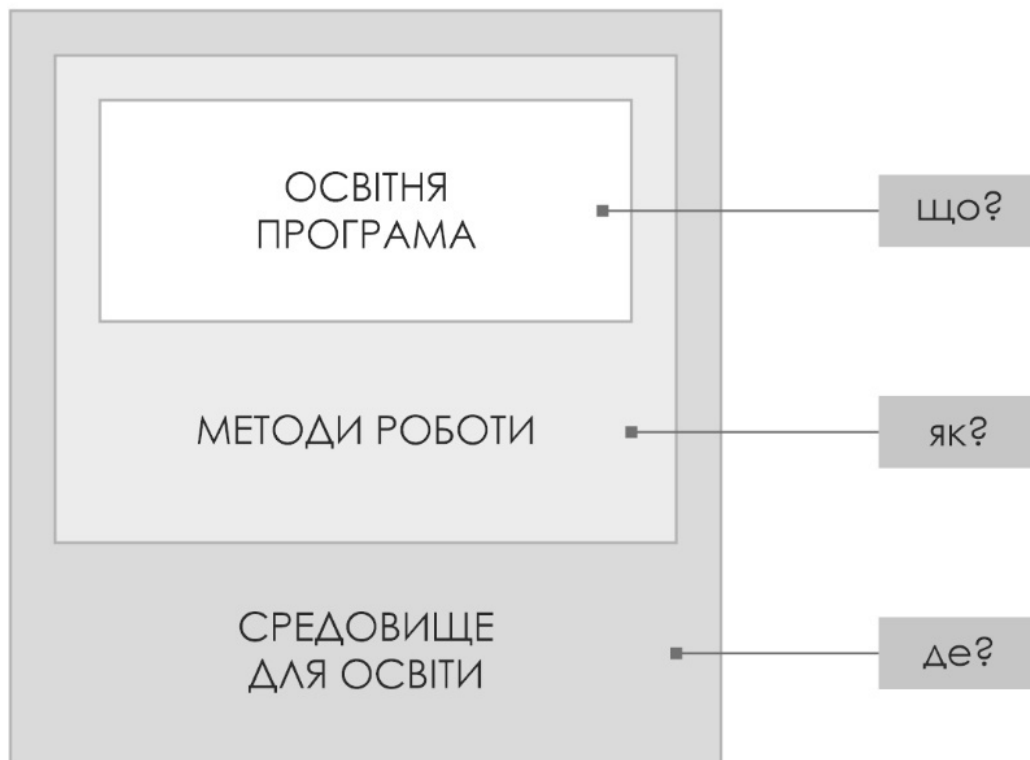 ОСВІТНЯ
ПРОГРАМА
що?
МЕТОДИ РОБОТИ
як?
СРЕДОВИЩЕ
ДЛЯ ОСВІТИ
де?